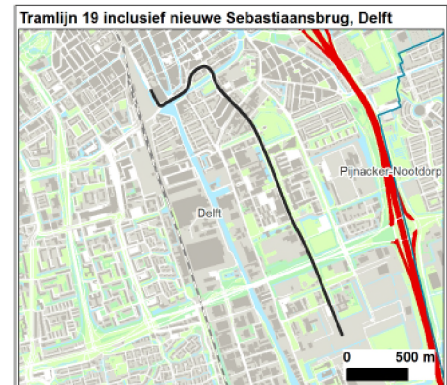 Tramlijn 19 inclusief nieuwe Sebastiaansbrug, Delft
Pijnacker-Nootdorp
Delft
0 500 m